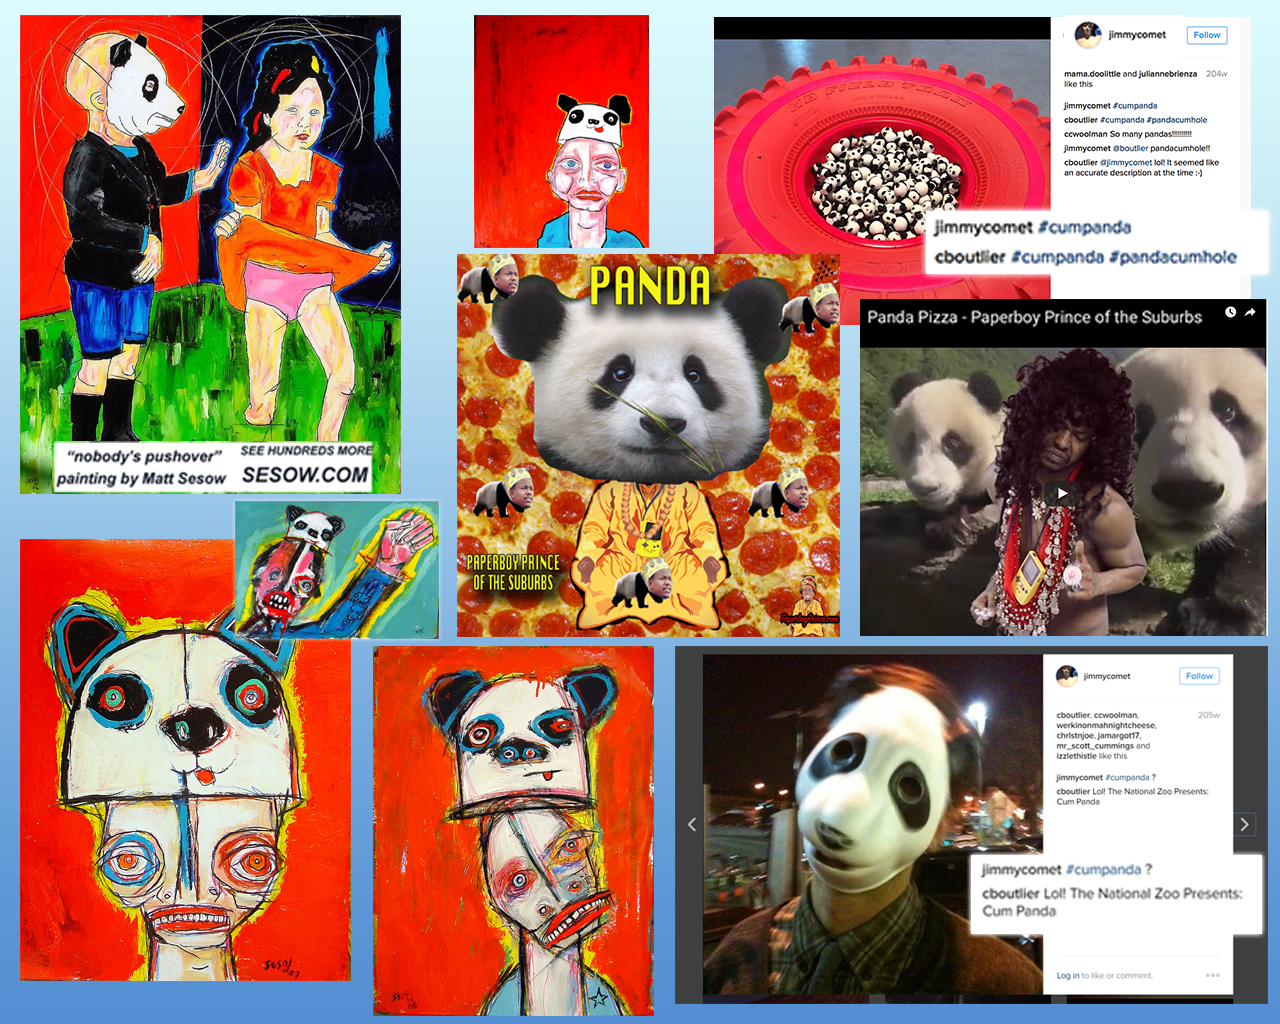 "nobody's pushover"
painting by Matt Sesow
SEE HUNDREDS MORE
SESOW.COM
jimmycomet
Follow
mama.doolittle and juliannebrienza
like this
204w
jimmycomet #cumpanda
cboutlier #cumpanda #pandacumhole
ccwoolman So many pandas!!!!!!!!!!
jimmycomet @boutlier pandacumhole!!
cboutlier @jimmycomet lol! It seemed like
an accurate description at the time :-)
jimmycomet #cumpanda
cboutlier #cumpanda #pandacumhole
PANDA
PAPERBOY PRINCE
OF THE SUBURBS
Panda Pizza - Paperboy Prince of the Suburbs
SESOW
07
SESOW
06
jimmycomet
Follow
cboutlier, ccwoolman,
werkinonmahnightcheese,
chrlstnjoe, jamargot17,
mr_scott_cummings and
izzlethistle like this
205w
jimmycomet #cumpanda ?
cboutlier Lol! The National Zoo Presents:
Cum Panda
jimmycomet #cumpanda ?
cboutlier Lol! The National Zoo Presents:
Cum Panda
Log in to like or comment.